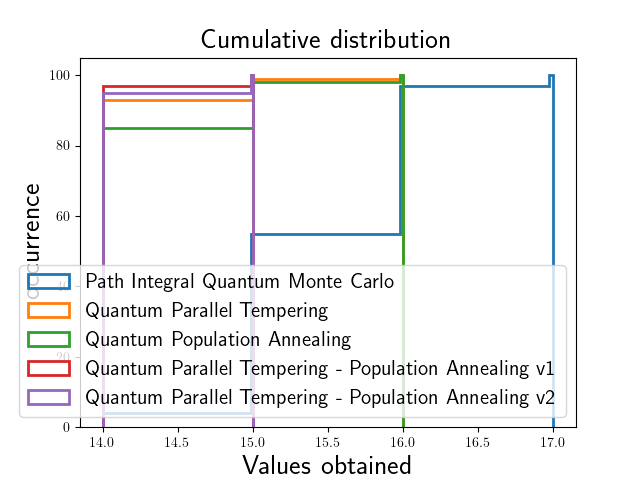 Cumulative distribution
100
80
60
40
20
0
occurrence
Path Integral Quantum Monte Carlo
Quantum Parallel Tempering
Quantum Population Annealing
Quantum Parallel Tempering - Population Annealing v1
Quantum Parallel Tempering - Population Annealing v2
14.0 14.5 15.0 15.5 16.0 16.5 17.0
Values obtained